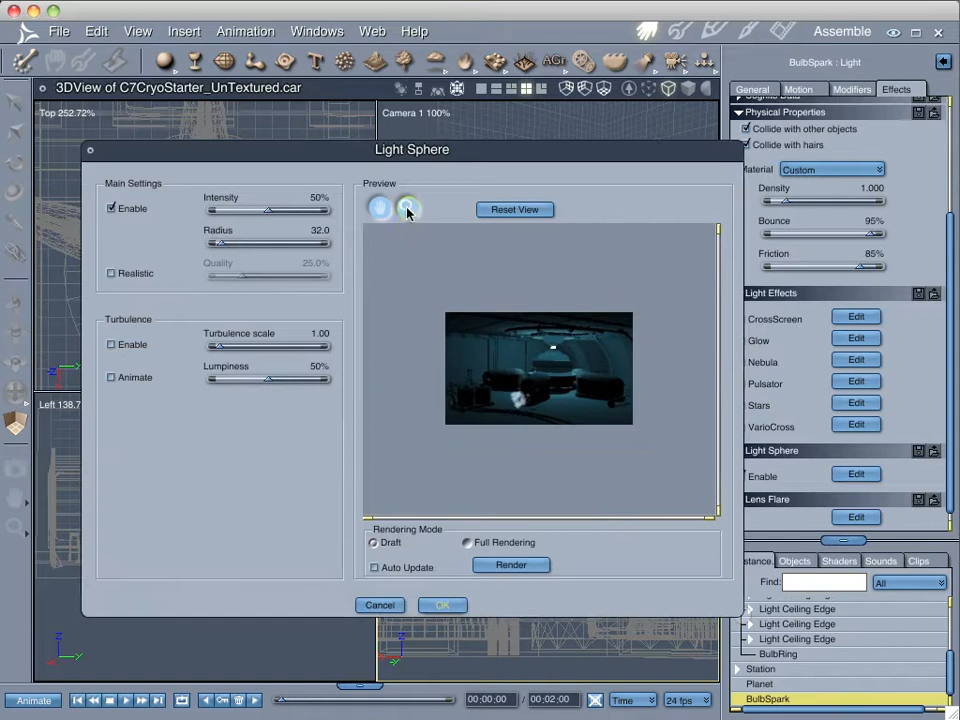 File Edit View Insert Animation Windows Web Help Assemble
AGr
BulbSpark : Light
3DView of C7CryoStarter_UnTextured.car
General Motion Modifiers Effects
Top 252.72%
Camera 1 100%
Physical Properties
Collide with other objects
Collide with hairs
Material Custom
Density 1.000
Bounce 95%
Friction 85%
Light Effects
CrossScreen Edit
Glow Edit
Nebula Edit
Pulsator Edit
Stars Edit
VarioCross Edit
Light Sphere
Enable Edit
Lens Flare
Edit
Light Sphere
Main Settings
Enable
Intensity 50%
Radius 32.0
Realistic
Quality 25.0%
Turbulence
Enable
Turbulence scale 1.00
Animate
Lumpiness 50%
Preview
Reset View
Rendering Mode
Draft Full Rendering
Auto Update Render
Cancel OK
Left 138.7
Z
Y
Z
X
Y
Z
Y
Objects Shaders Sounds Clips
Find: All
Light Ceiling Edge
Light Ceiling Edge
Light Ceiling Edge
BulbRing
Station
Planet
BulbSpark
Animate 00:00:00 00:02:00 Time 24 fps